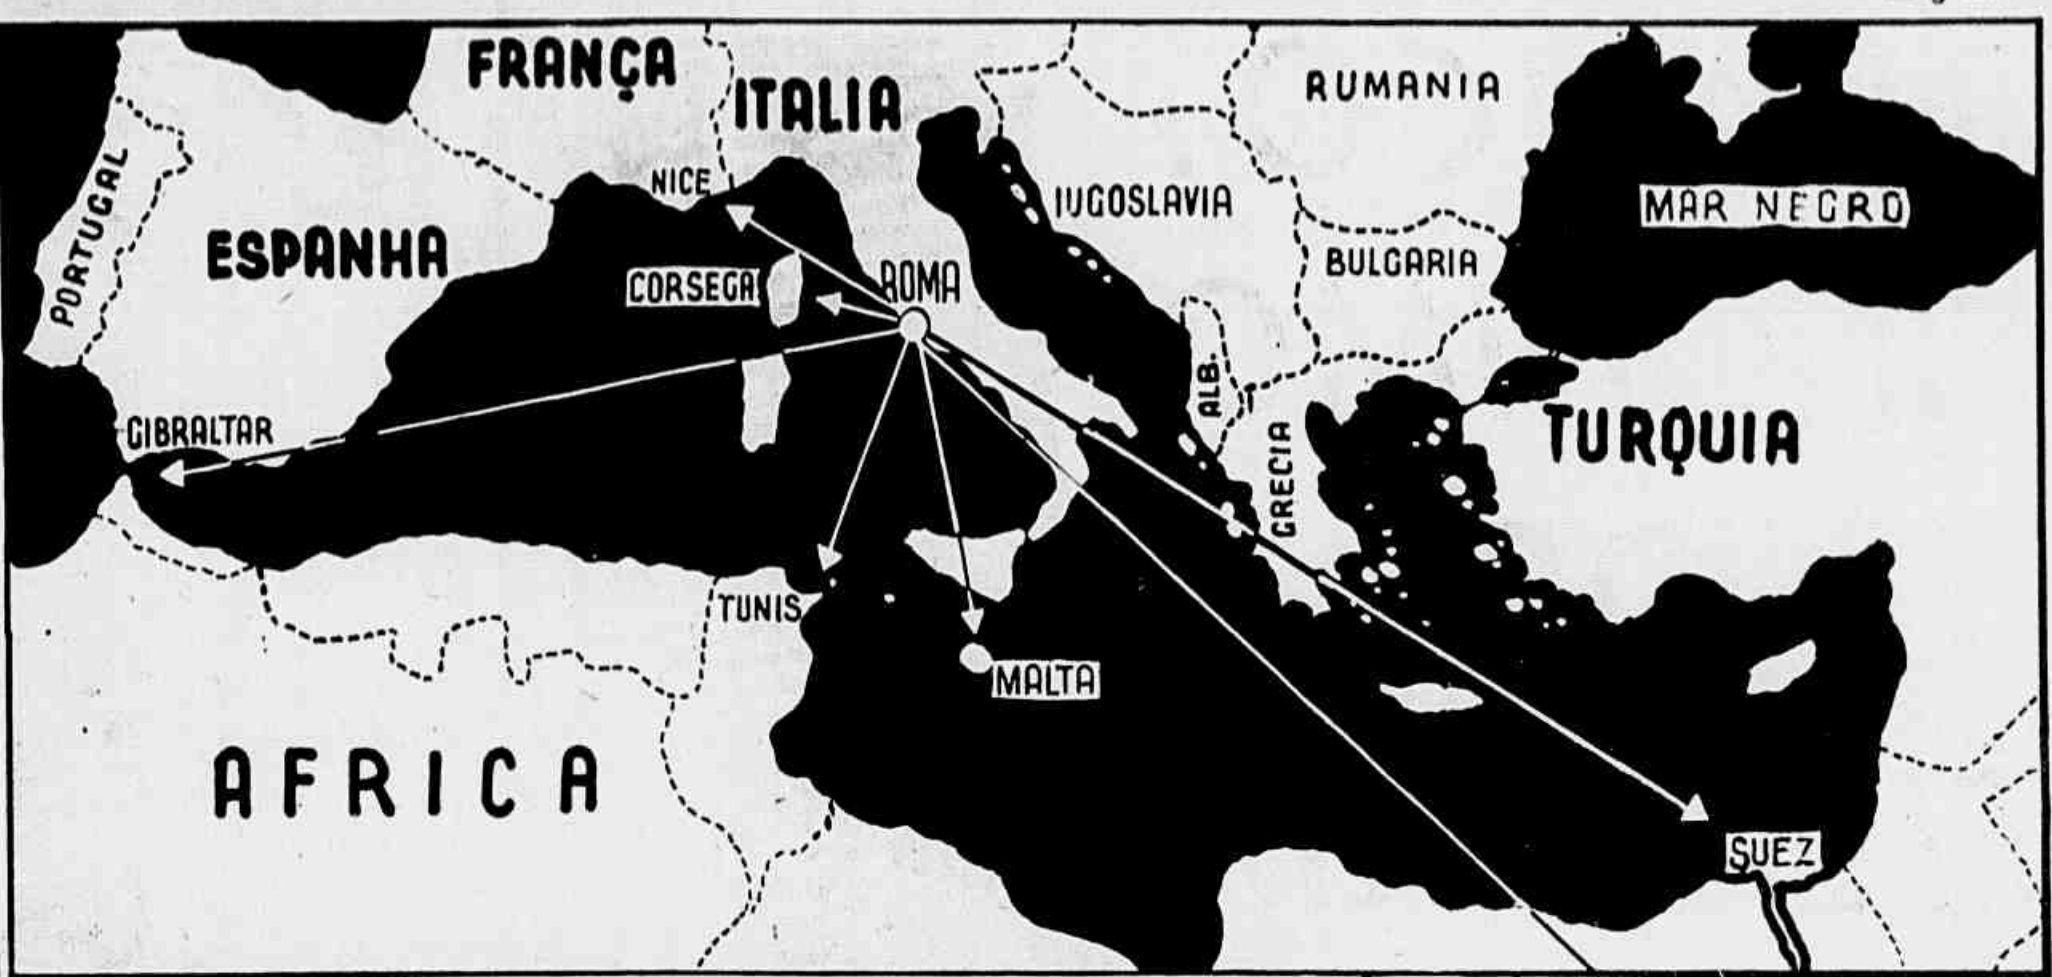 FRANÇA
ITALIA
RUMANIA
PORTUGAL
NICE
IUGOSLAVIA
MAR NEGRO
ESPANHA
BULGARIA
CORSEGA
ROMA
ALB.
GIBRALTAR
GRECIA
TURQUIA
TUNIS
MALTA
AFRICA
SUEZ